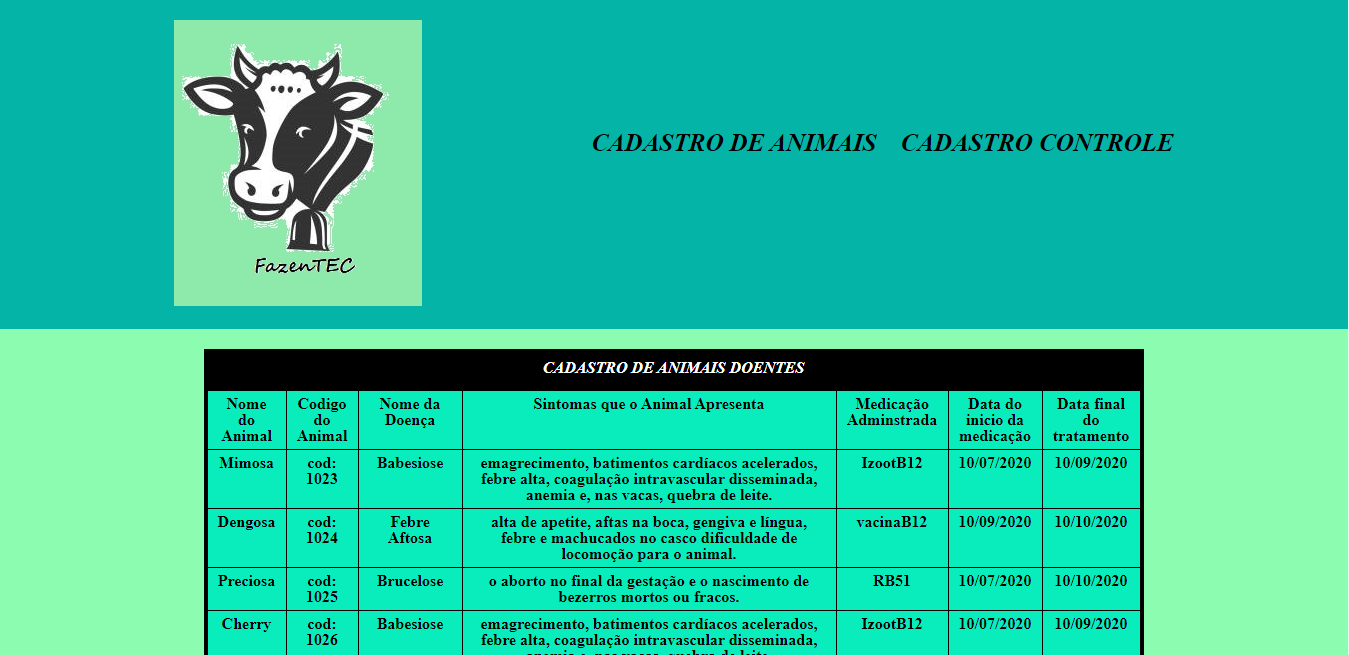 FazenTEC
CADASTRO DE ANIMAIS CADASTRO CONTROLE
CADASTRO DE ANIMAIS DOENTES
Nome do Animal Codigo do Animal Nome da Doença Sintomas que o Animal Apresenta Medicação Adminstrada Data do inicio da medicação Data final do tratamento
Mimosa cod: 1023 Babesiose emagrecimento, batimentos cardíacos acelerados, febre alta, coagulação intravascular disseminada, anemia e, nas vacas, quebra de leite. IzootB12 10/07/2020 10/09/2020
Dengosa cod: 1024 Febre Aftosa alta de apetite, aftas na boca, gengiva e língua, febre e machucados no casco dificuldade de locomoção para o animal. vacinaB12 10/09/2020 10/10/2020
Preciosa cod: 1025 Brucelose o aborto no final da gestação e o nascimento de bezerros mortos ou fracos. RB51 10/07/2020 10/10/2020
Cherry cod: 1026 Babesiose emagrecimento, batimentos cardíacos acelerados, febre alta, coagulação intravascular disseminada, IzootB12 10/07/2020 10/09/2020